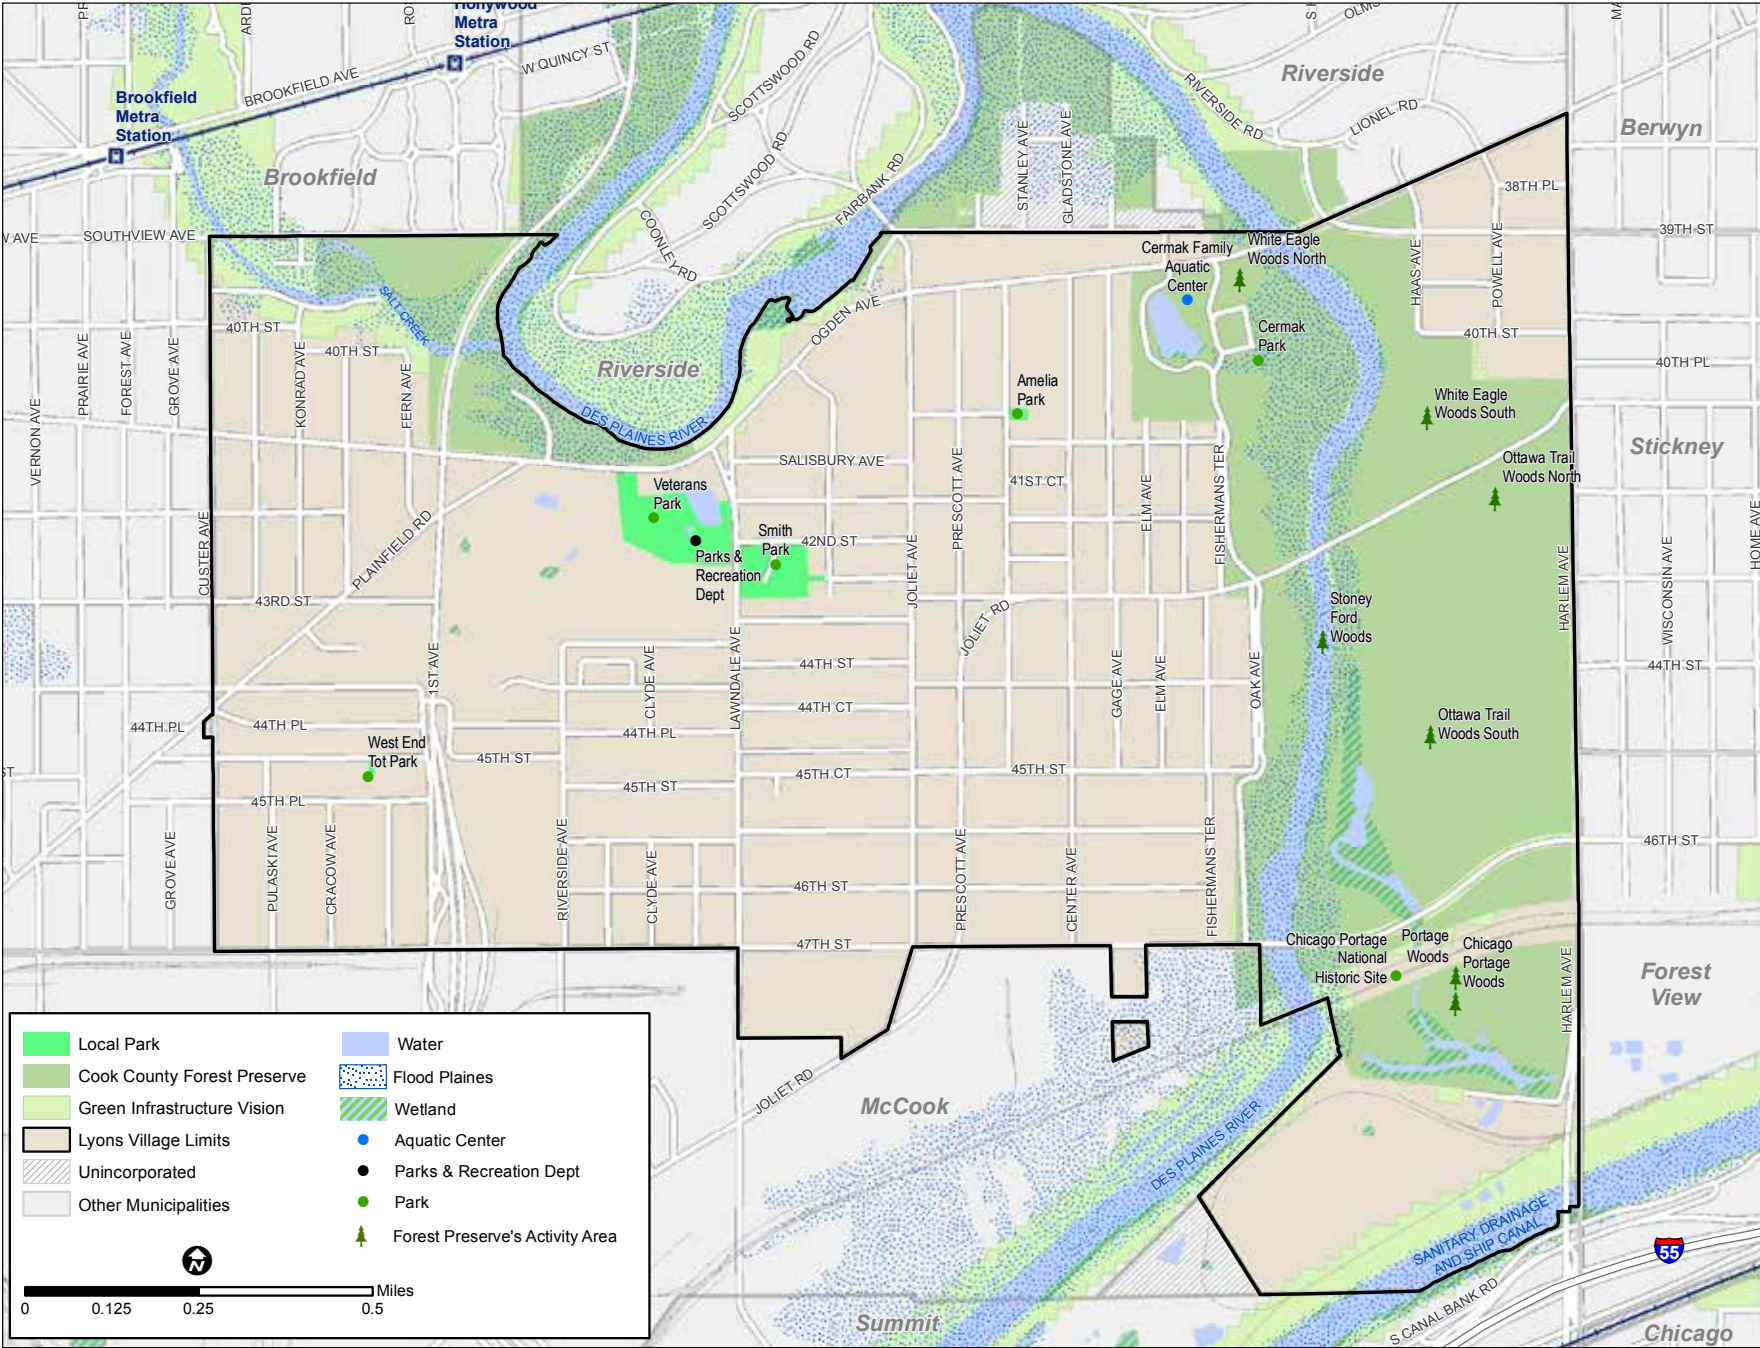 Hollywood
Metra
Station
Brookfield
Metra
Station
BROOKFIELD AVE
W QUINCY ST
SCOTTSWOOD RD
SCOTTSWOOD RD
FAIRBANK RD
COONLEY RD
STANLEY AVE
GLADSTONE AVE
RIVERSIDE RD
LIONEL RD
Riverside
Berwyn
Brookfield
SOUTHVIEW AVE
38TH PL
39TH ST
HAAS AVE
POWELL AVE
40TH ST
40TH PL
Cermak Family
Aquatic
Center
White Eagle
Woods North
Cermak
Park
SALT CREEK
40TH ST
40TH ST
OGDEN AVE
Riverside
DES PLAINES RIVER
PRAIRIE AVE
FOREST AVE
GROVE AVE
VERNON AVE
KONRAD AVE
FERN AVE
Amelia
Park
White Eagle
Woods South
Stickney
Ottawa Trail
Woods North
SALISBURY AVE
41ST CT
PRESCOTT AVE
ELM AVE
FISHERMANS TER
Veterans
Park
Smith
Park
42ND ST
Parks &
Recreation
Dept
CUSTER AVE
PLAINFIELD RD
43RD ST
JOLIET AVE
JOLIET RD
HARLEM AVE
WISCONSIN AVE
HOME AVE
Stoney
Ford
Woods
1ST AVE
CLYDE AVE
LAWNDALE AVE
44TH ST
44TH ST
GAGE AVE
ELM AVE
OAK AVE
44TH CT
44TH PL
44TH PL
44TH PL
Ottawa Trail
Woods South
West End
Tot Park
45TH ST
45TH ST
45TH CT
45TH ST
45TH PL
GROVE AVE
PULASKI AVE
CRACOW AVE
RIVERSIDE AVE
CLYDE AVE
PRESCOTT AVE
CENTER AVE
FISHERMANS TER
46TH ST
46TH ST
47TH ST
Chicago Portage
National
Historic Site
Portage
Woods
Chicago
Portage
Woods
HARLEM AVE
Forest
View
JOLIET RD
McCook
DES PLAINES RIVER
SANITARY DRAINAGE
AND SHIP CANAL
55
S CANAL BANK RD
Summit
Chicago
Local Park
Cook County Forest Preserve
Green Infrastructure Vision
Lyons Village Limits
Unincorporated
Other Municipalities
Water
Flood Plaines
Wetland
Aquatic Center
Parks & Recreation Dept
Park
Forest Preserve's Activity Area
N
Miles
0 0.125 0.25 0.5